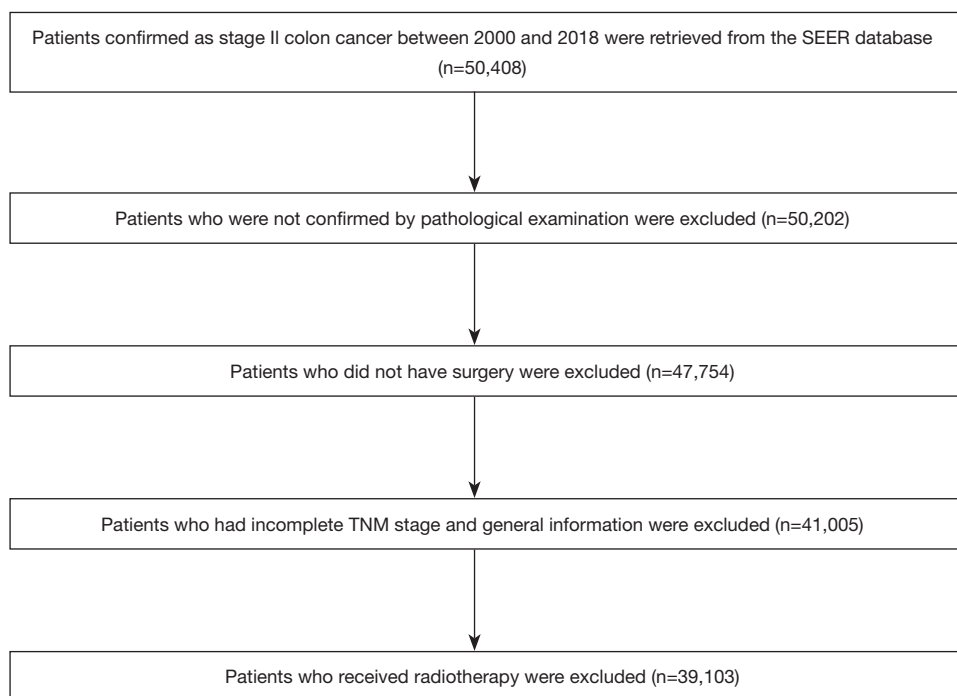 Patients confirmed as stage II colon cancer between 2000 and 2018 were retrieved from the SEER database
(n=50,408)
Patients who were not confirmed by pathological examination were excluded (n=50,202)
Patients who did not have surgery were excluded (n=47,754)
Patients who had incomplete TNM stage and general information were excluded (n=41,005)
Patients who received radiotherapy were excluded (n=39,103)